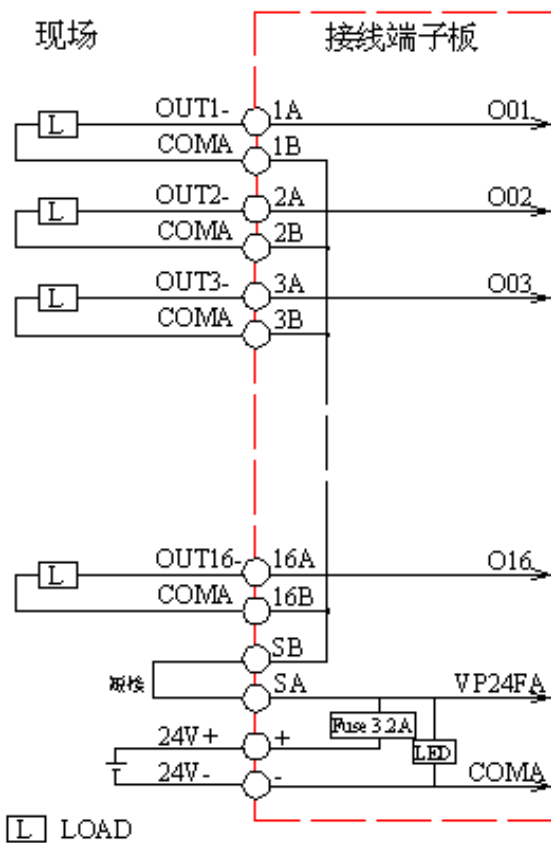 现场 接线端子板
OUT1- 1A O01
L
COMA 1B
OUT2- 2A O02
L
COMA 2B
OUT3- 3A O03
L
COMA 3B
OUT16- 16A O16
L
COMA 16B
SB
短接
SA VP24FA
Fuse 3.2A
24V+ +
LED
24V- - COMA
L LOAD